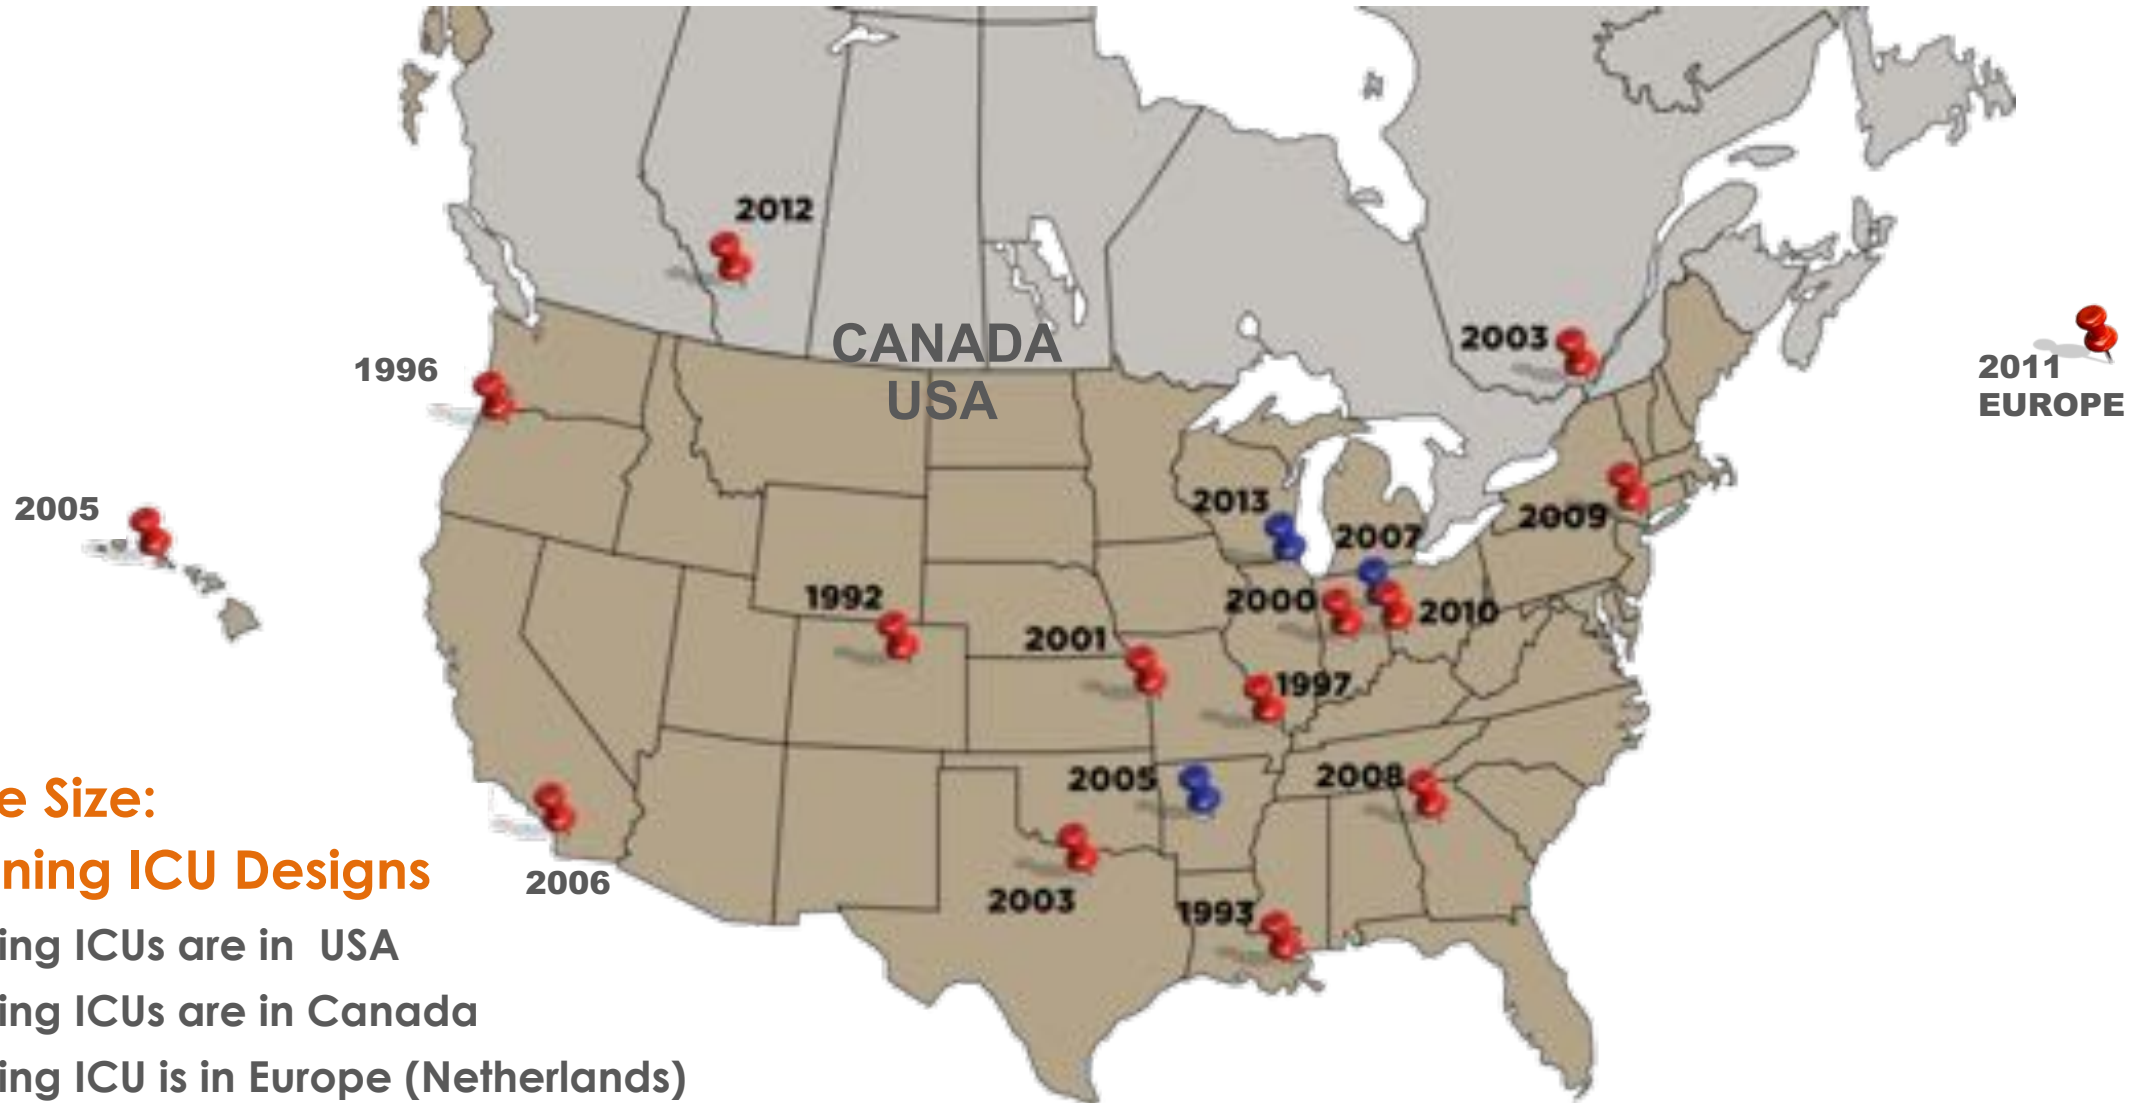 2012
CANADA
USA
2003
1996
2011
EUROPE
2005
2013
2007
2009
1992
2000
2010
2001
1997
2005
2008
2006
2003
1993
e Size:
ning ICU Designs
ing ICUs are in USA
ing ICUs are in Canada
ing ICU is in Europe (Netherlands)